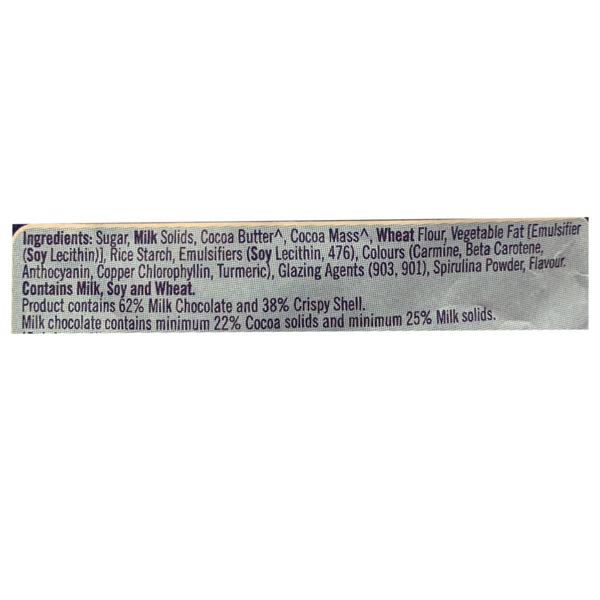 Ingredients: Sugar, Milk Solids, Cocoa Butter^, Cocoa Mass^, Wheat Flour, Vegetable Fat [Emulsifier
(Soy Lecithin)], Rice Starch, Emulsifiers (Soy Lecithin, 476), Colours (Carmine, Beta Carotene,
Anthocyanin, Copper Chlorophyllin, Turmeric), Glazing Agents (903, 901), Spirulina Powder, Flavour.
Contains Milk, Soy and Wheat.
Product contains 62% Milk Chocolate and 38% Crispy Shell.
Milk chocolate contains minimum 22% Cocoa solids and minimum 25% Milk solids.